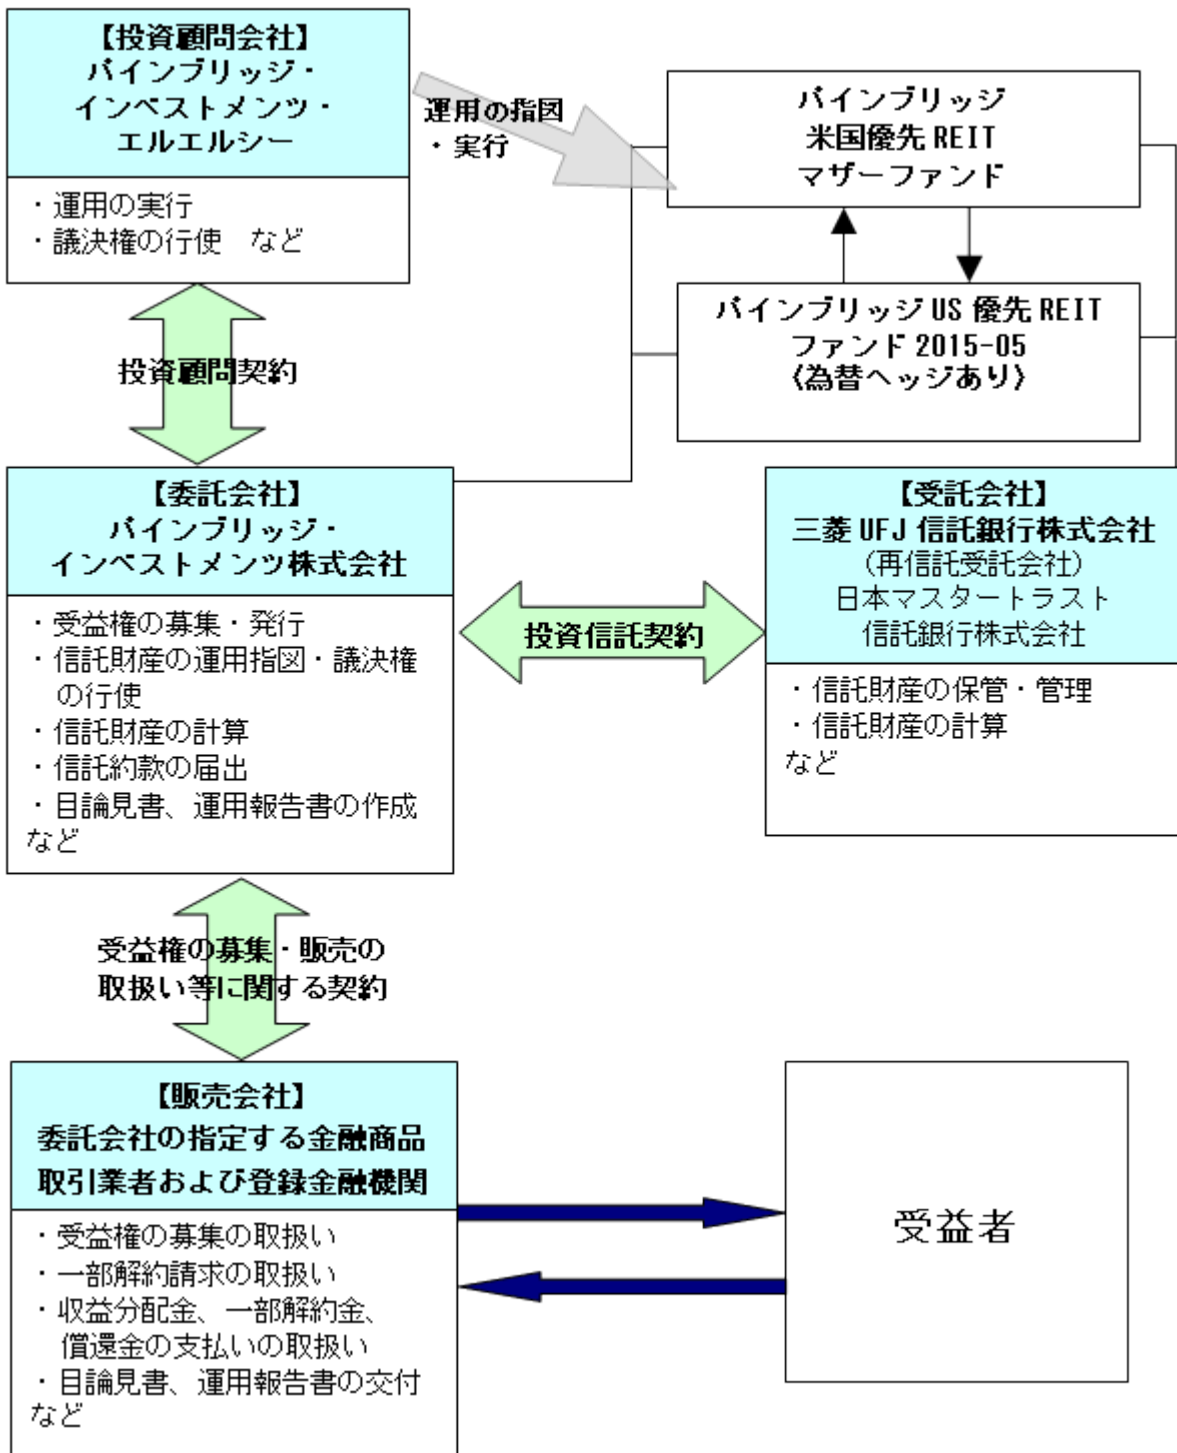 【投資顧問会社】
パインブリッジ・
インベストメンツ・
エルエルシー
・運用の実行
・議決権の行使　など
運用の指図
・実行
パインブリッジ
米国優先REIT
マザーファンド
パインブリッジUS優先REIT
ファンド2015-05
〈為替ヘッジあり〉
投資顧問契約
【委託会社】
パインブリッジ・
インベストメンツ株式会社
・受益権の募集・発行
・信託財産の運用指図・議決権
の行使
・信託財産の計算
・信託約款の届出
・目論見書、運用報告書の作成
など
投資信託契約
【受託会社】
三菱UFJ信託銀行株式会社
（再信託受託会社）
日本マスタートラスト
信託銀行株式会社
・信託財産の保管・管理
・信託財産の計算
など
受益権の募集・販売の
取扱い等に関する契約
【販売会社】
委託会社の指定する金融商品
取引業者および登録金融機関
・受益権の募集の取扱い
・一部解約請求の取扱い
・収益分配金、一部解約金、
償還金の支払いの取扱い
・目論見書、運用報告書の交付
など
受益者